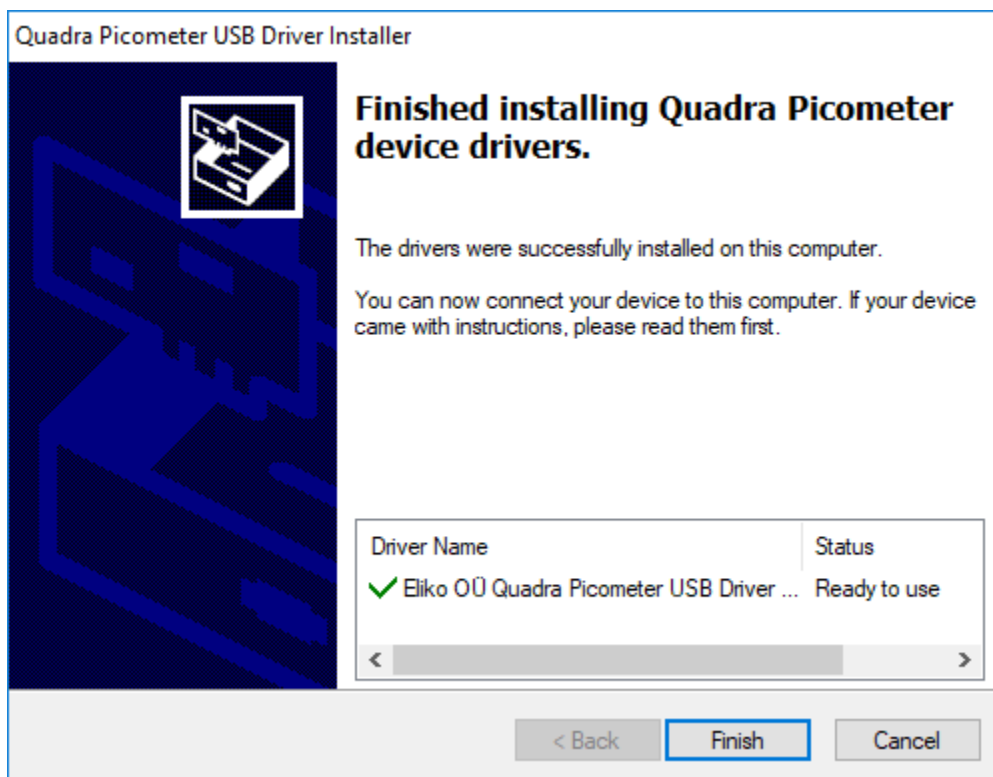 Quadra Picometer USB Driver Installer
Finished installing Quadra Picometer
device drivers.
The drivers were successfully installed on this computer.
You can now connect your device to this computer. If your device
came with instructions, please read them first.
Driver Name Status
Eliko OÜ Quadra Picometer USB Driver ... Ready to use
< Back Finish Cancel